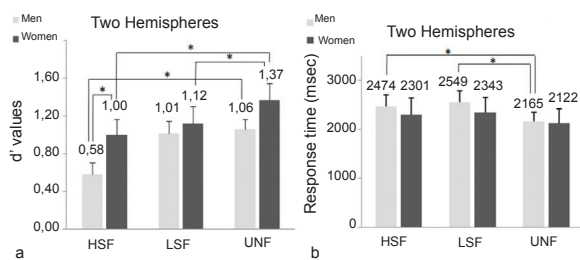 Men
Women
Two Hemispheres
d' values
1,60
1,20
0,80
0,40
0,00
*
*
*
*
0,58
1,00
1,01
1,12
1,06
1,37
HSF
LSF
UNF
a
Men
Women
Two Hemispheres
Response time (msec)
3000
2000
1000
0
*
*
2474
2301
2549
2343
2165
2122
HSF
LSF
UNF
b